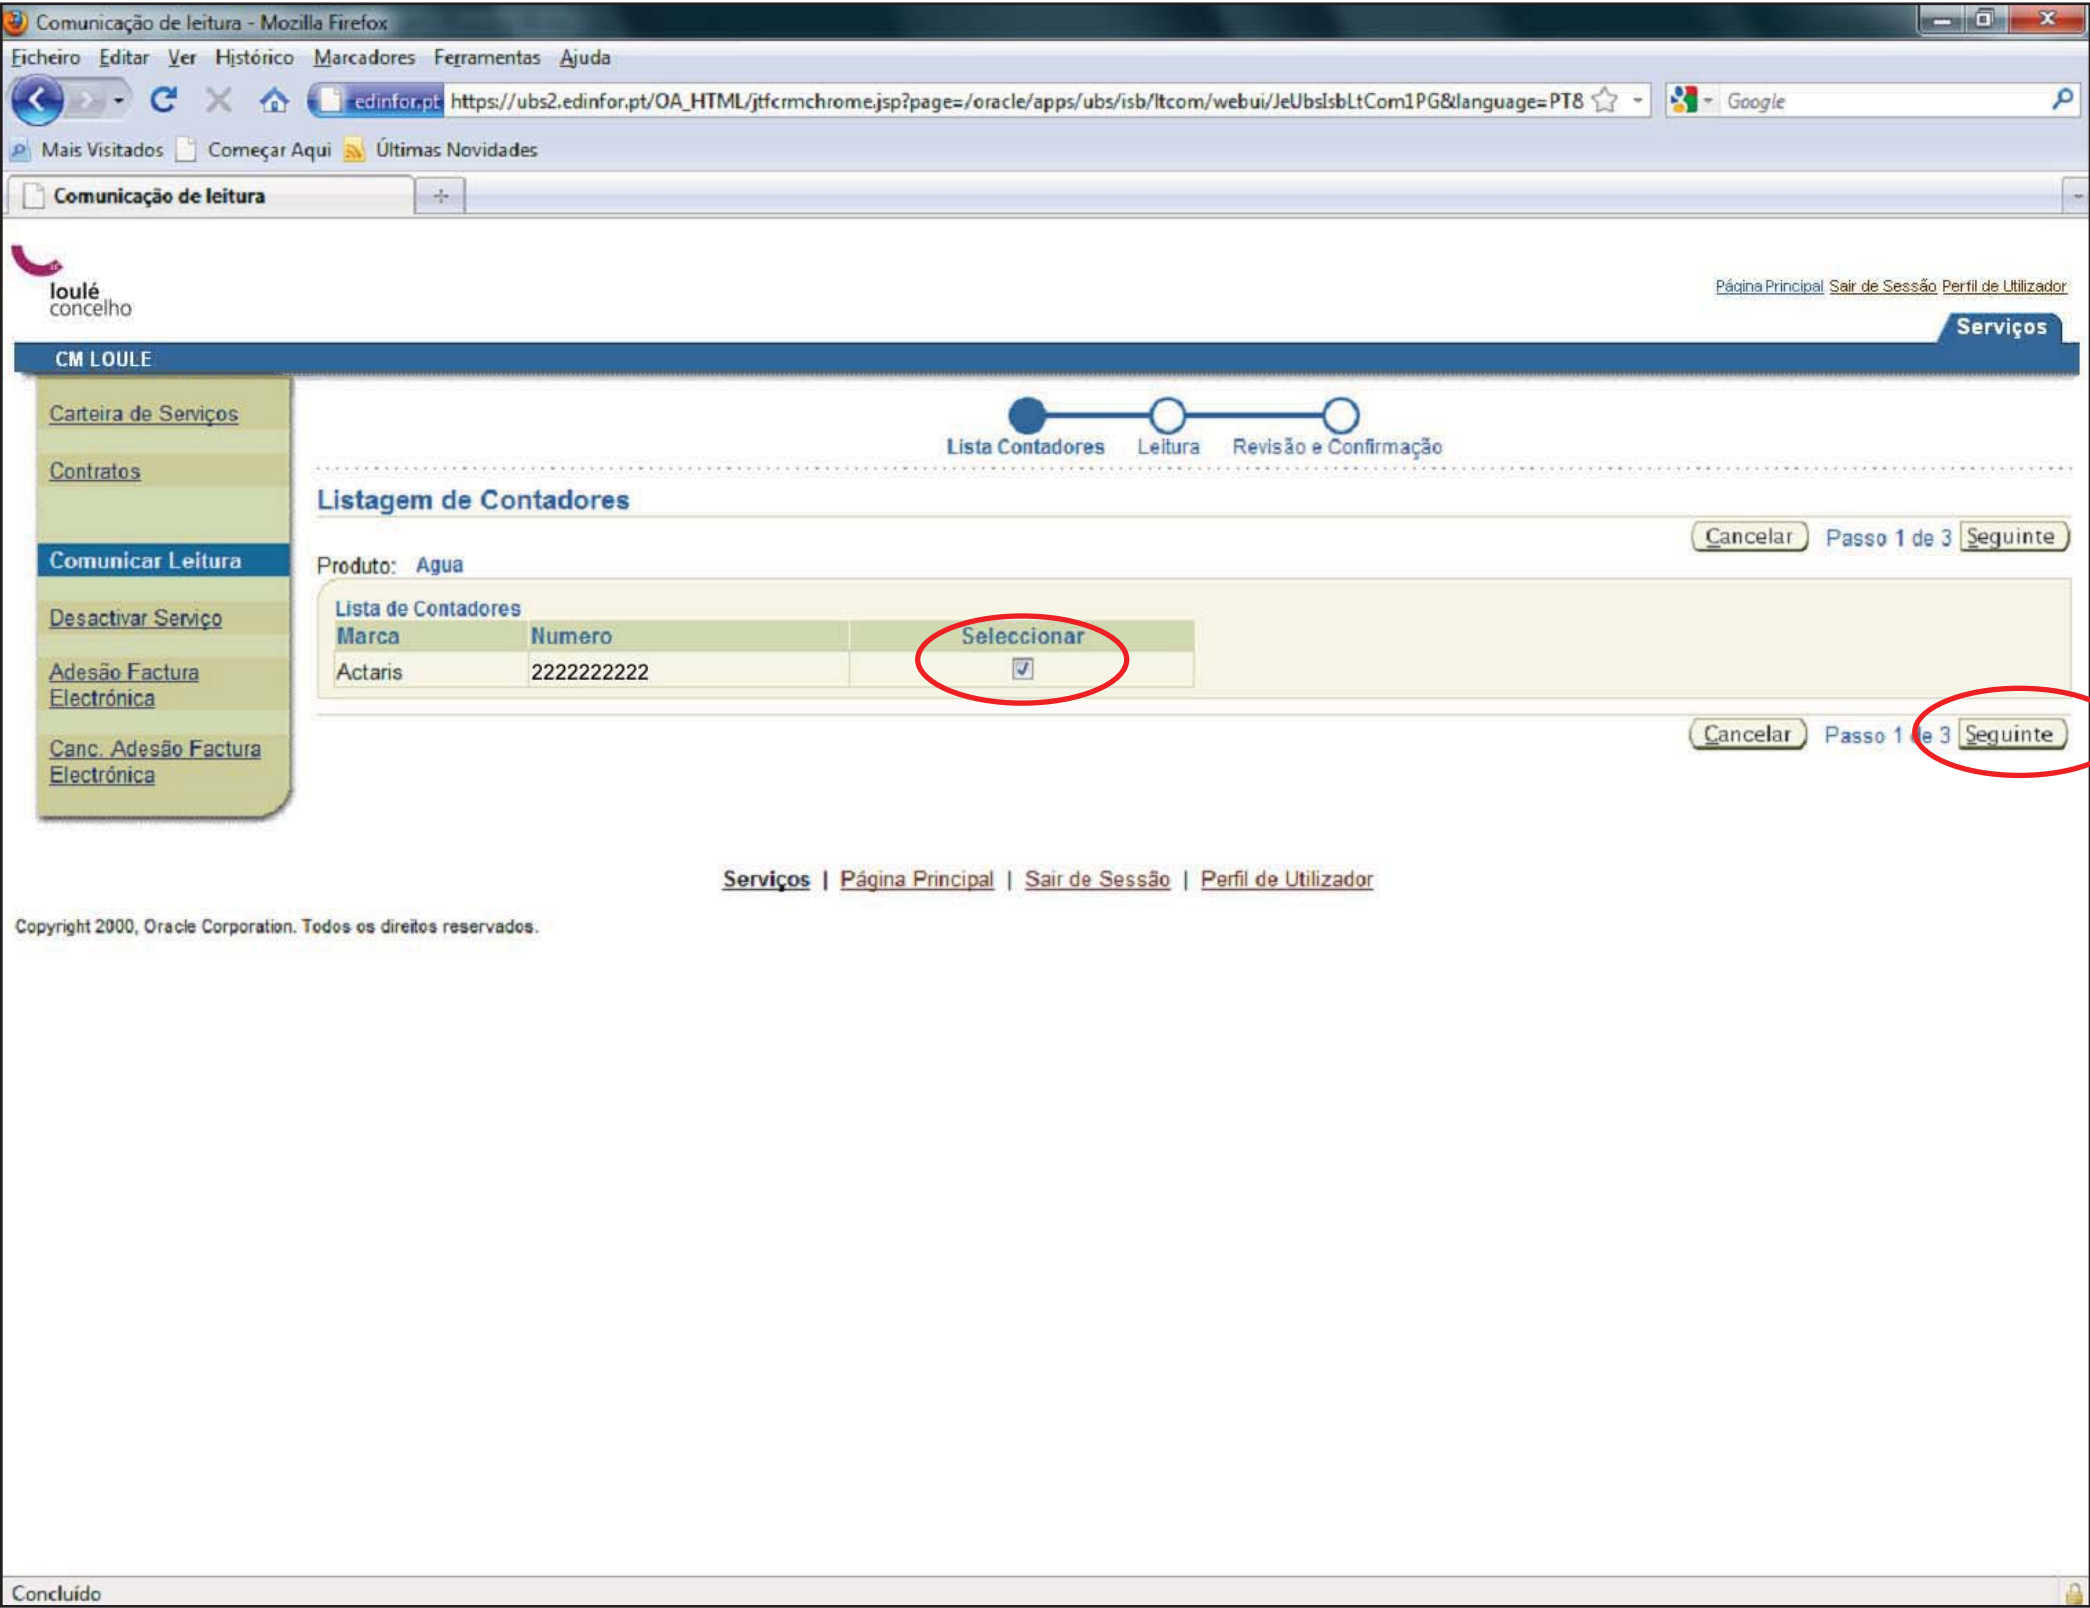 Comunicação de leitura - Mozilla Firefox
Ficheiro Editar Ver Histórico Marcadores Ferramentas Ajuda
edinfor.pt https://ubs2.edinfor.pt/OA_HTML/jtfcrmchrome.jsp?page=/oracle/apps/ubs/isb/ltcom/webui/JeUbsIsbLtCom1PG&language=PT8 Google
Mais Visitados Começar Aqui Últimas Novidades
Comunicação de leitura
loulé
concelho
Página Principal Sair de Sessão Perfil de Utilizador
Serviços
CM LOULE
Carteira de Serviços
Contratos
Comunicar Leitura
Desactivar Serviço
Adesão Factura
Electrónica
Canc. Adesão Factura
Electrónica
Lista Contadores Leitura Revisão e Confirmação
Listagem de Contadores
Cancelar Passo 1 de 3 Seguinte
Produto: Agua
Lista de Contadores
Marca Numero Seleccionar
Actaris 2222222222
Cancelar Passo 1 de 3 Seguinte
Serviços | Página Principal | Sair de Sessão | Perfil de Utilizador
Copyright 2000, Oracle Corporation. Todos os direitos reservados.
Concluído